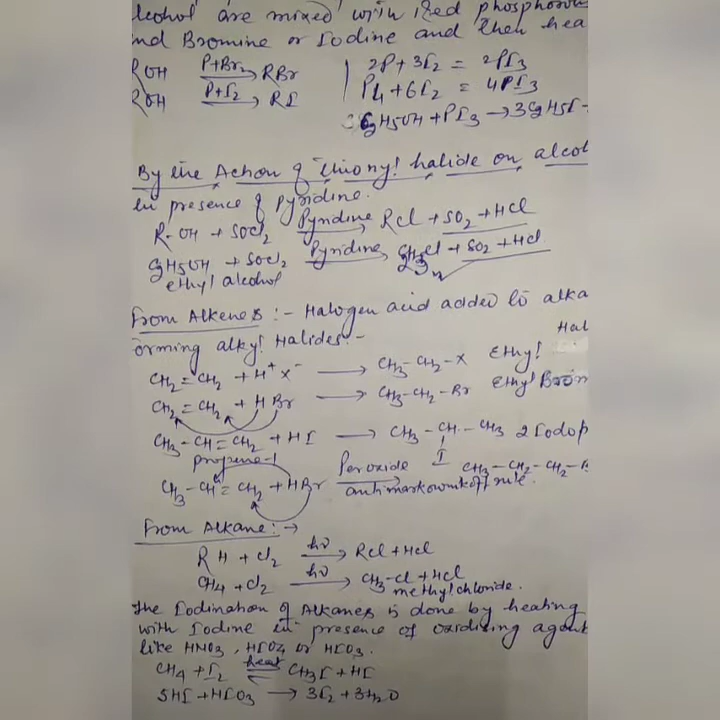 lcohol are mixed with Red phosphorou
nd Bromine or Iodine and then hea
ROH P+Br2→ RBr
ROH P+I2→ RI
2P+3I2 = 2PI3
P4+6I2 = 4PI3
3C2H5OH + PI3 → 3C2H5I
By the Action of Thionyl halide on alcoh
in presence of Pyridine.
R-OH + SOCl2 Pyridine→ RCl + SO2 + HCl
C2H5OH + SOCl2 Pyridine→ + SO2 + HCl
ethyl alcohol
From Alkenes :- Halogen acid added to alka
orming alkyl Halides:-
CH2=CH2 + H+X- → CH3-CH2-X Ethyl Hal
CH2=CH2 + HBr → CH3-CH2-Br Ethyl Brom
CH3-CH=CH2 + HI → CH3-CH-CH3 2 Iodop
propene-1 I
CH3-CH=CH2 + HBr Peroxide→ CH3-CH2-CH2-B
antimarkownikoff rule.
From Alkane:→
RH + Cl2 hν→ RCl + HCl
CH4 + Cl2 hν→ CH3-Cl + HCl
methyl chloride.
The Iodination of Alkanes is done by heating
with Iodine in presence of oxidising agent
like HNO3, HIO4 or HIO3.
CH4 + I2 heat⇌ CH3I + HI
5HI + HIO3 → 3I2 + 3H2O